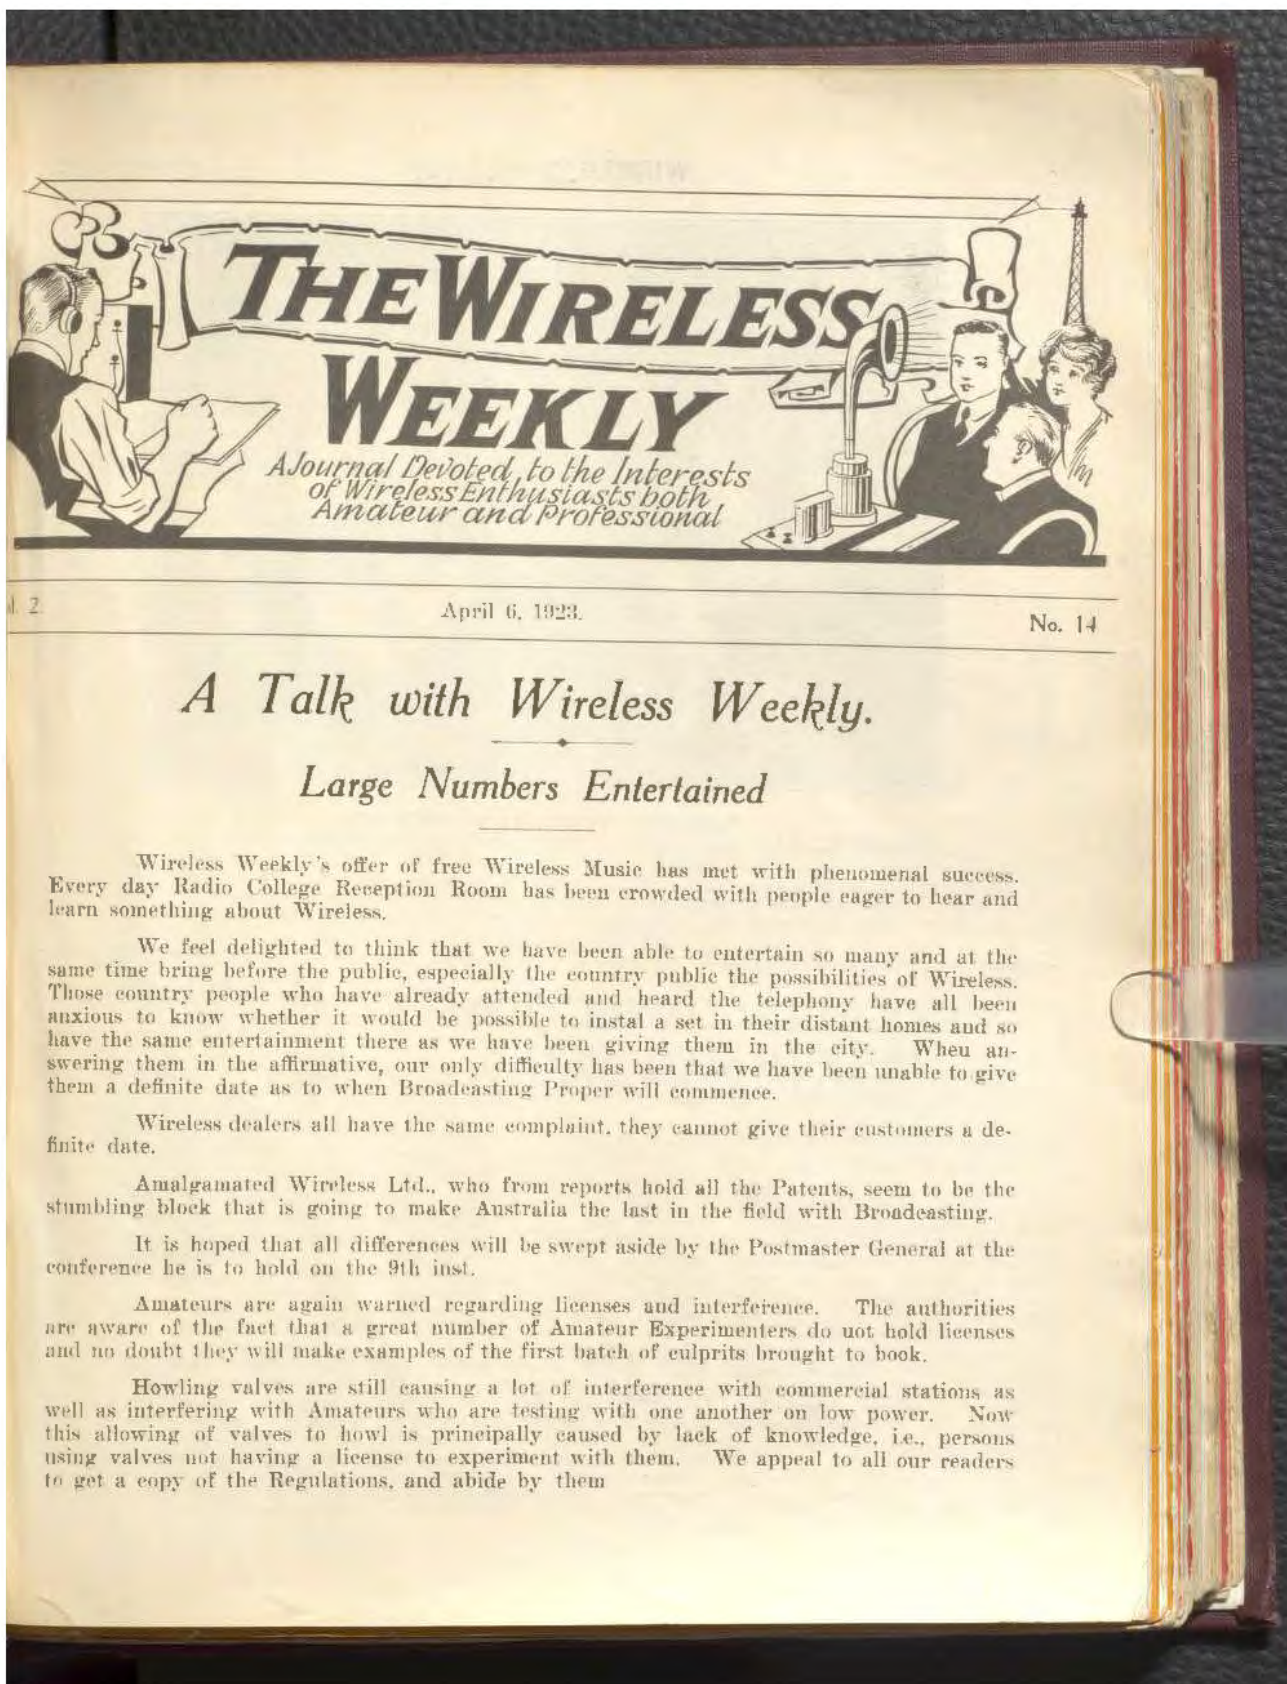 THE WIRELESS
WEEKLY
A Journal Devoted to the Interests
of Wireless Enthusiasts both
Amateur and Professional
2
April 6, 1923.
No. 14
A Talk with Wireless Weekly.
Large Numbers Entertained
Wireless Weekly's offer of free Wireless Music has met with phenomenal success.
Every day Radio College Reception Room has been crowded with people eager to hear and
learn something about Wireless.
We feel delighted to think that we have been able to entertain so many and at the
same time bring before the public, especially the country public the possibilities of Wireless.
Those country people who have already attended and heard the telephony have all been
anxious to know whether it would be possible to instal a set in their distant homes and so
have the same entertainment there as we have been giving them in the city. Wheu an-
swering them in the affirmative, our only difficulty has been that we have been unable to give
them a definite date as to when Broadcasting Proper will commence.
Wireless dealers all have the same complaint, they cannot give their customers a de-
finite date.
Amalgamated Wireless Ltd., who from reports hold all the Patents, seem to be the
stumbling block that is going to make Australia the last in the field with Broadcasting.
It is hoped that all differences will be swept aside by the Postmaster General at the
conference he is to hold on the 9th inst.
Amateurs are again warned regarding licenses and interference. The authorities
are aware of the fact that a great number of Amateur Experimenters do uot hold licenses
and no doubt they will make examples of the first batch of culprits brought to book.
Howling valves are still causing a lot of interference with commercial stations as
well as interfering with Amateurs who are testing with one another on low power. Now
this allowing of valves to howl is principally caused by lack of knowledge, i.e., persons
using valves not having a license to experiment with them. We appeal to all our readers
to get a copy of the Regulations, and abide by them